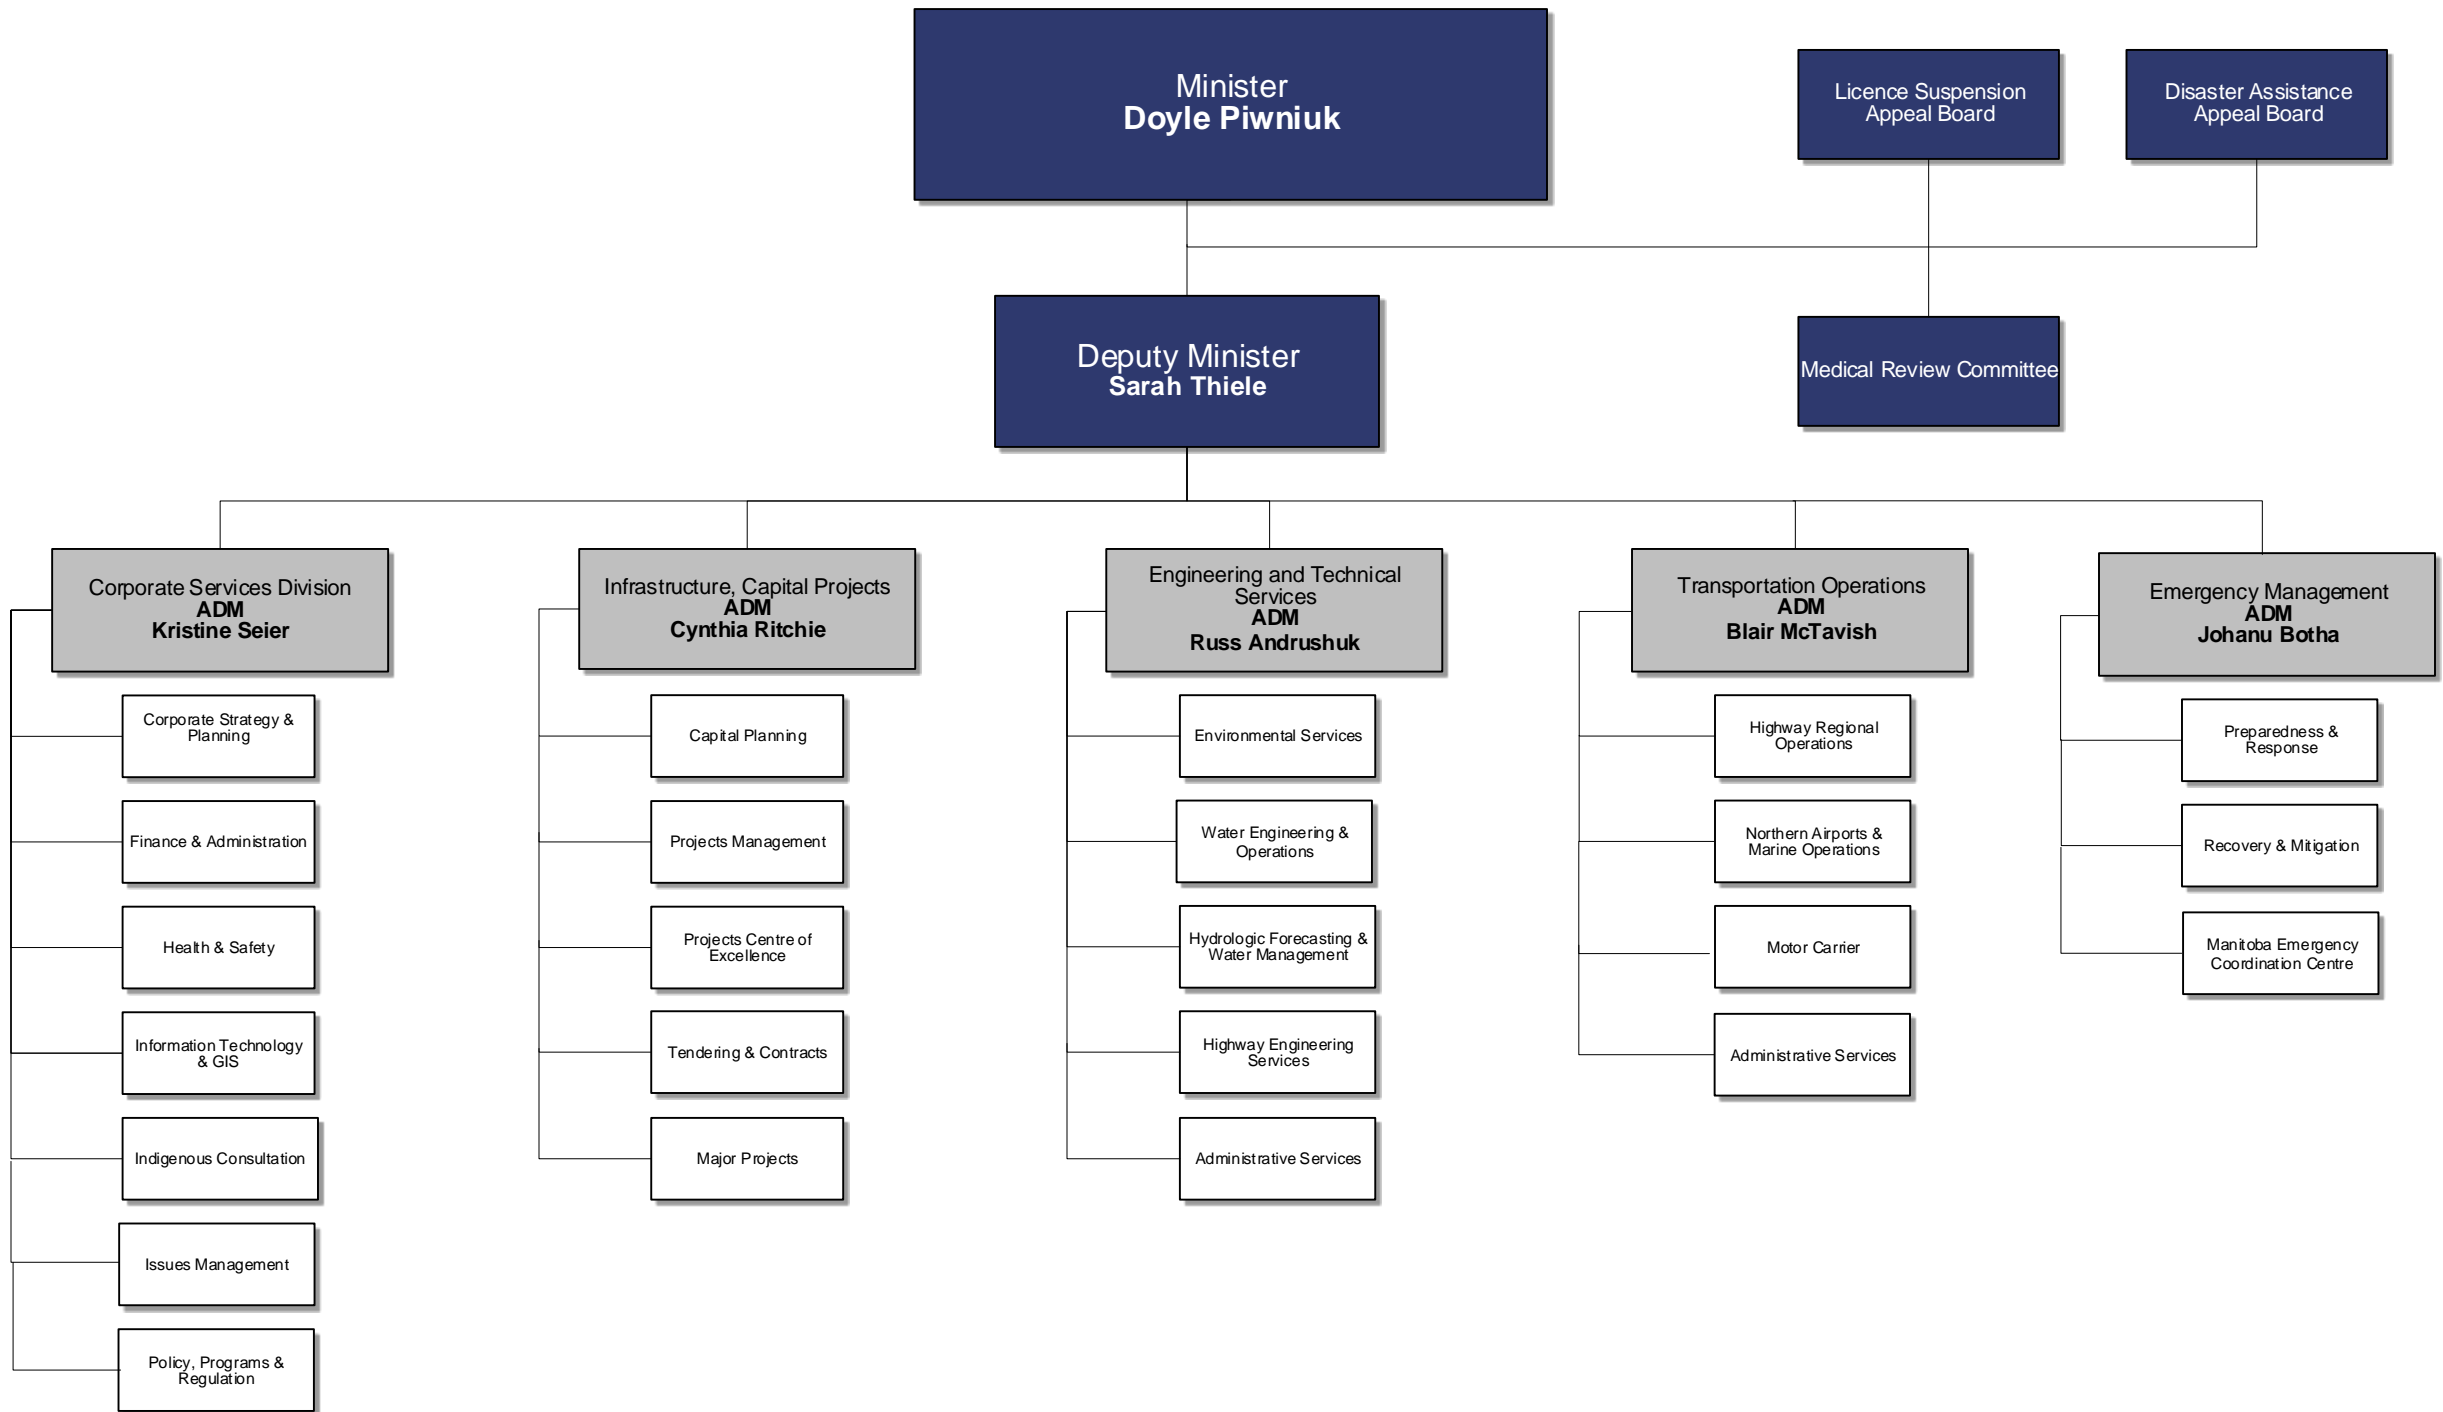 Minister
Doyle Piwniuk
Licence Suspension
Appeal Board
Disaster Assistance
Appeal Board
Deputy Minister
Sarah Thiele
Medical Review Committee
Corporate Services Division
ADM
Kristine Seier
Corporate Strategy &
Planning
Finance & Administration
Health & Safety
Information Technology
& GIS
Indigenous Consultation
Issues Management
Policy, Programs &
Regulation
Infrastructure, Capital Projects
ADM
Cynthia Ritchie
Capital Planning
Projects Management
Projects Centre of
Excellence
Tendering & Contracts
Major Projects
Engineering and Technical
Services
ADM
Russ Andrushuk
Environmental Services
Water Engineering &
Operations
Hydrologic Forecasting &
Water Management
Highway Engineering
Services
Administrative Services
Transportation Operations
ADM
Blair McTavish
Highway Regional
Operations
Northern Airports &
Marine Operations
Motor Carrier
Administrative Services
Emergency Management
ADM
Johanu Botha
Preparedness &
Response
Recovery & Mitigation
Manitoba Emergency
Coordination Centre